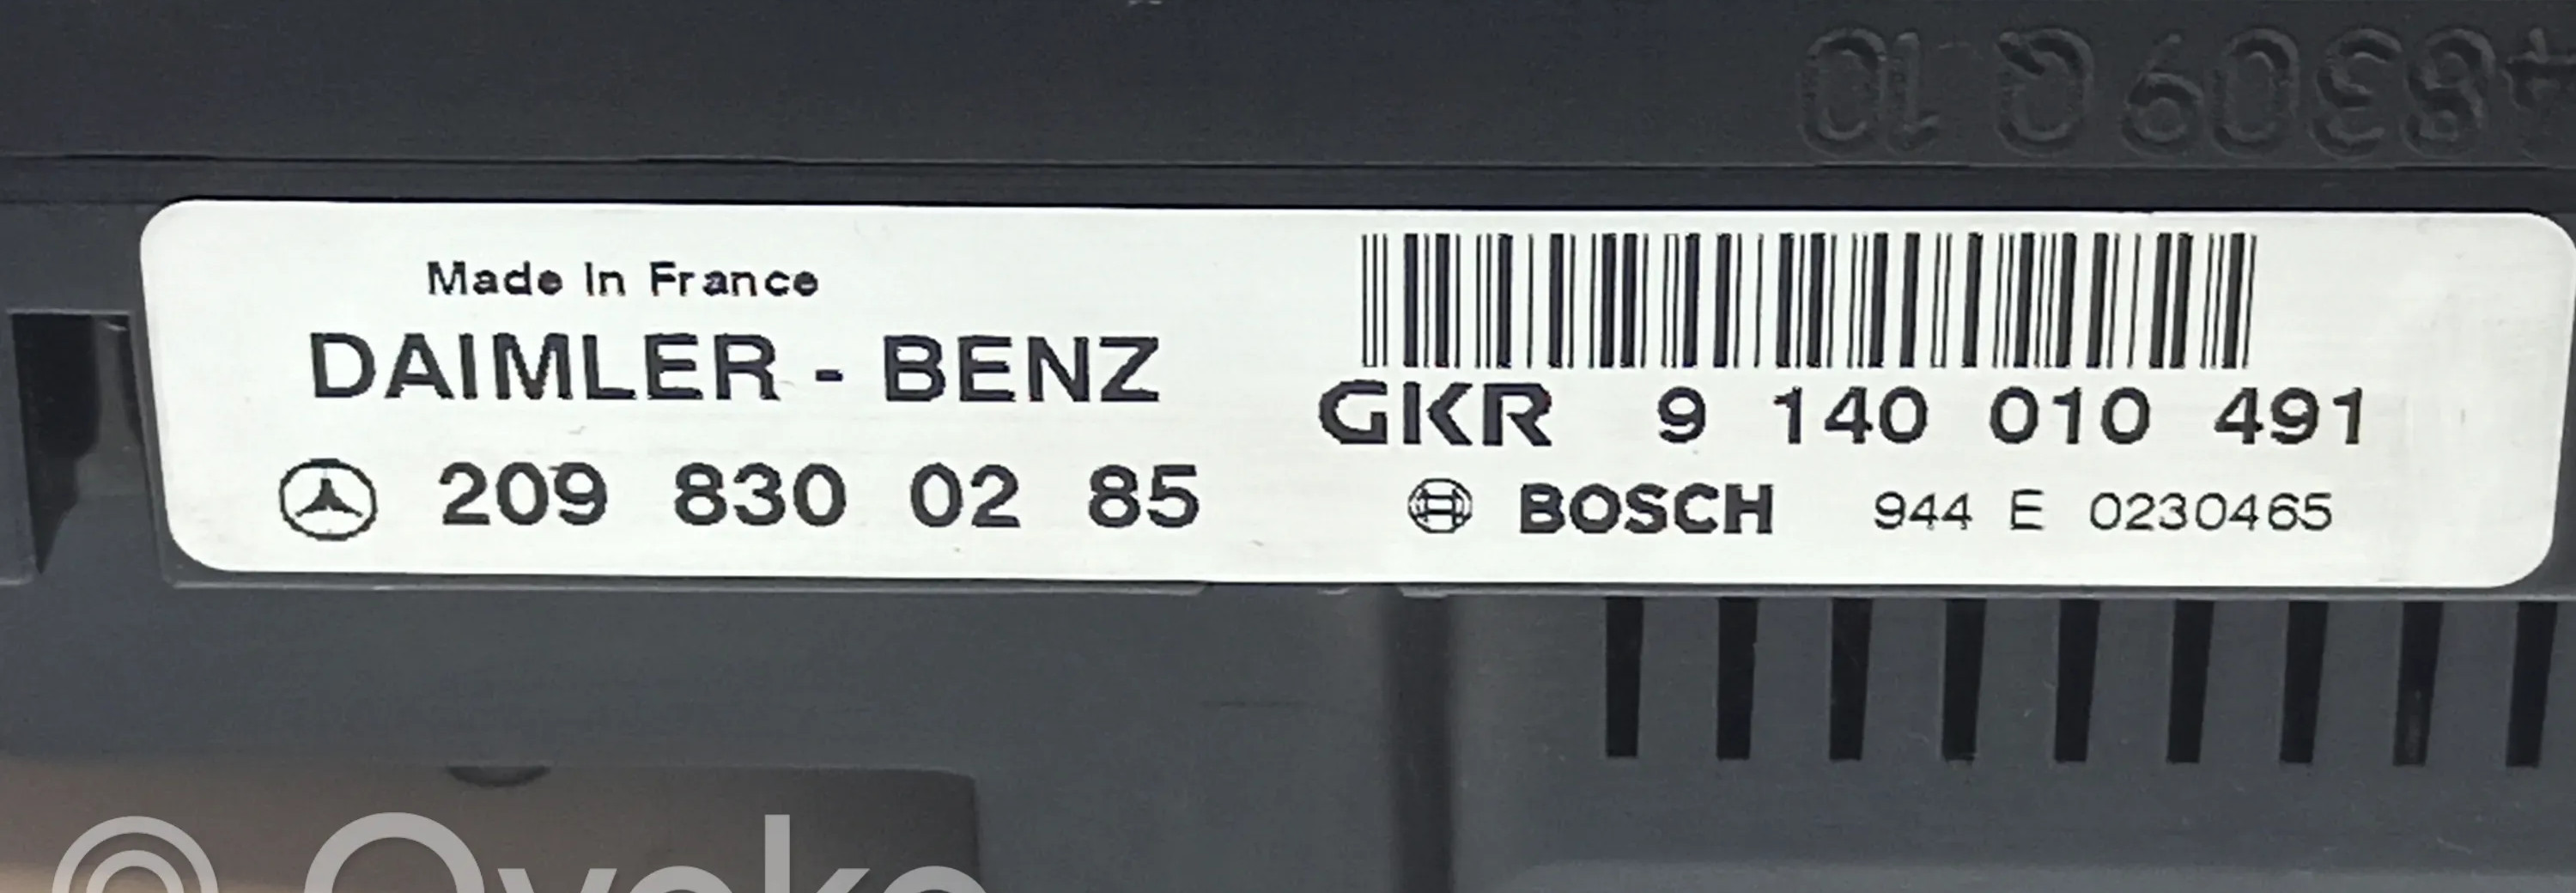 Made In France
DAIMLER - BENZ
209 830 02 85
GKR 9 140 010 491
BOSCH 944 E 0230465